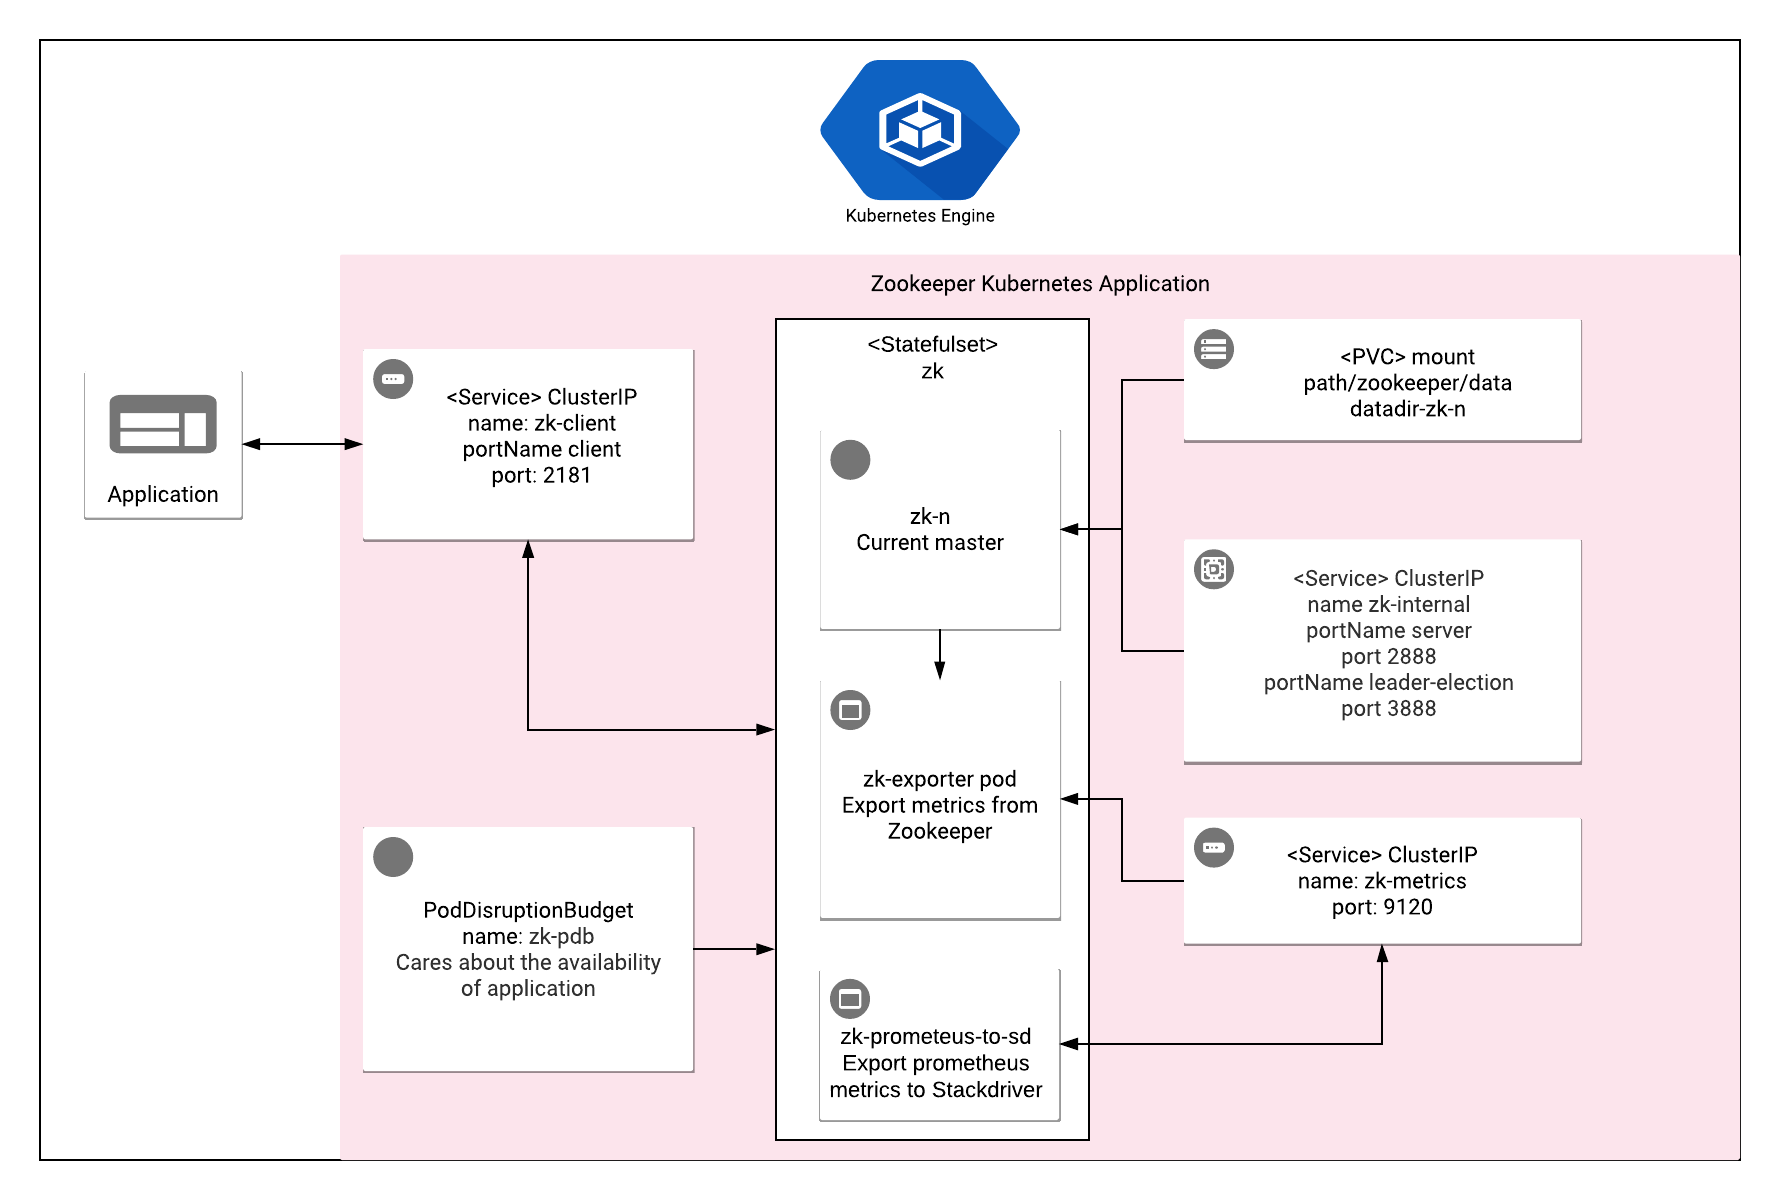 Kubernetes Engine
Zookeeper Kubernetes Application
Application
<Service> ClusterIP
name: zk-client
portName client
port: 2181
PodDisruptionBudget
name: zk-pdb
Cares about the availability
of application
<Statefulset>
zk
zk-n
Current master
zk-exporter pod
Export metrics from
Zookeeper
zk-prometeus-to-sd
Export prometheus
metrics to Stackdriver
<PVC> mount
path/zookeeper/data
datadir-zk-n
<Service> ClusterIP
name zk-internal
portName server
port 2888
portName leader-election
port 3888
<Service> ClusterIP
name: zk-metrics
port: 9120